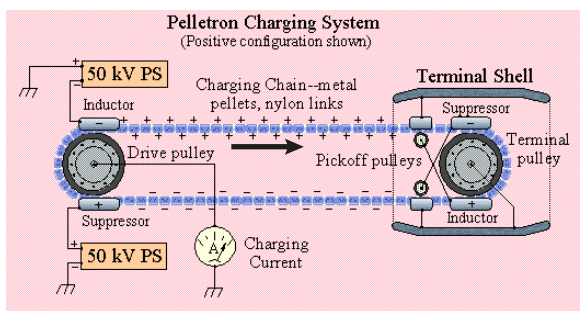 Pelletron Charging System
(Positive configuration shown)
+
50 kV PS
−
Charging Chain--metal
pellets, nylon links
Terminal Shell
Inductor
Suppressor
−
+ + + + + + + + + + + +
−
+ + + + + + + + + + +
Drive pulley
Pickoff pulleys
Terminal
pulley
− − − − − − − −
+
− − − − − − −
+
Suppressor
Inductor
+
50 kV PS
−
A
Charging
Current